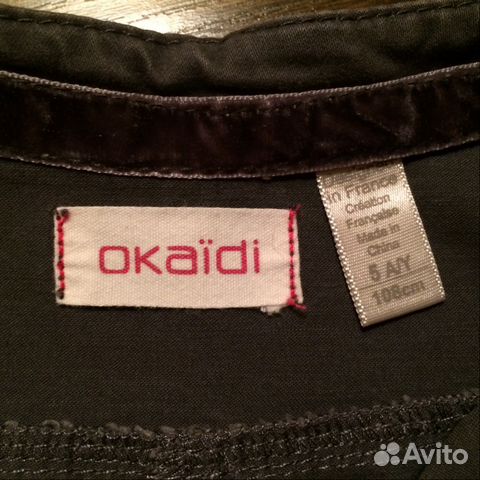 okaïdi
in France
Création
Française
Made in
China
5 A/Y
108cm
Avito